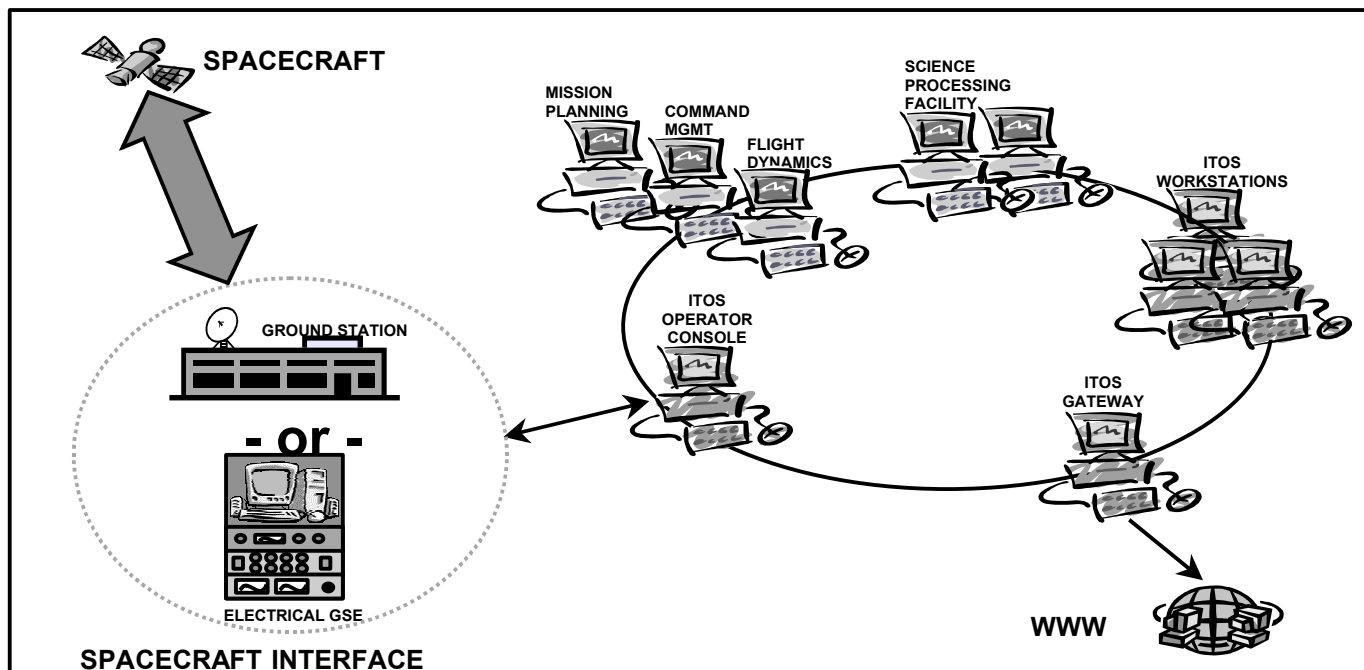 SPACECRAFT
MISSION
PLANNING
COMMAND
MGMT
FLIGHT
DYNAMICS
SCIENCE
PROCESSING
FACILITY
ITOS
WORKSTATIONS
GROUND STATION
- or -
ELECTRICAL GSE
SPACECRAFT INTERFACE
ITOS
OPERATOR
CONSOLE
ITOS
GATEWAY
WWW